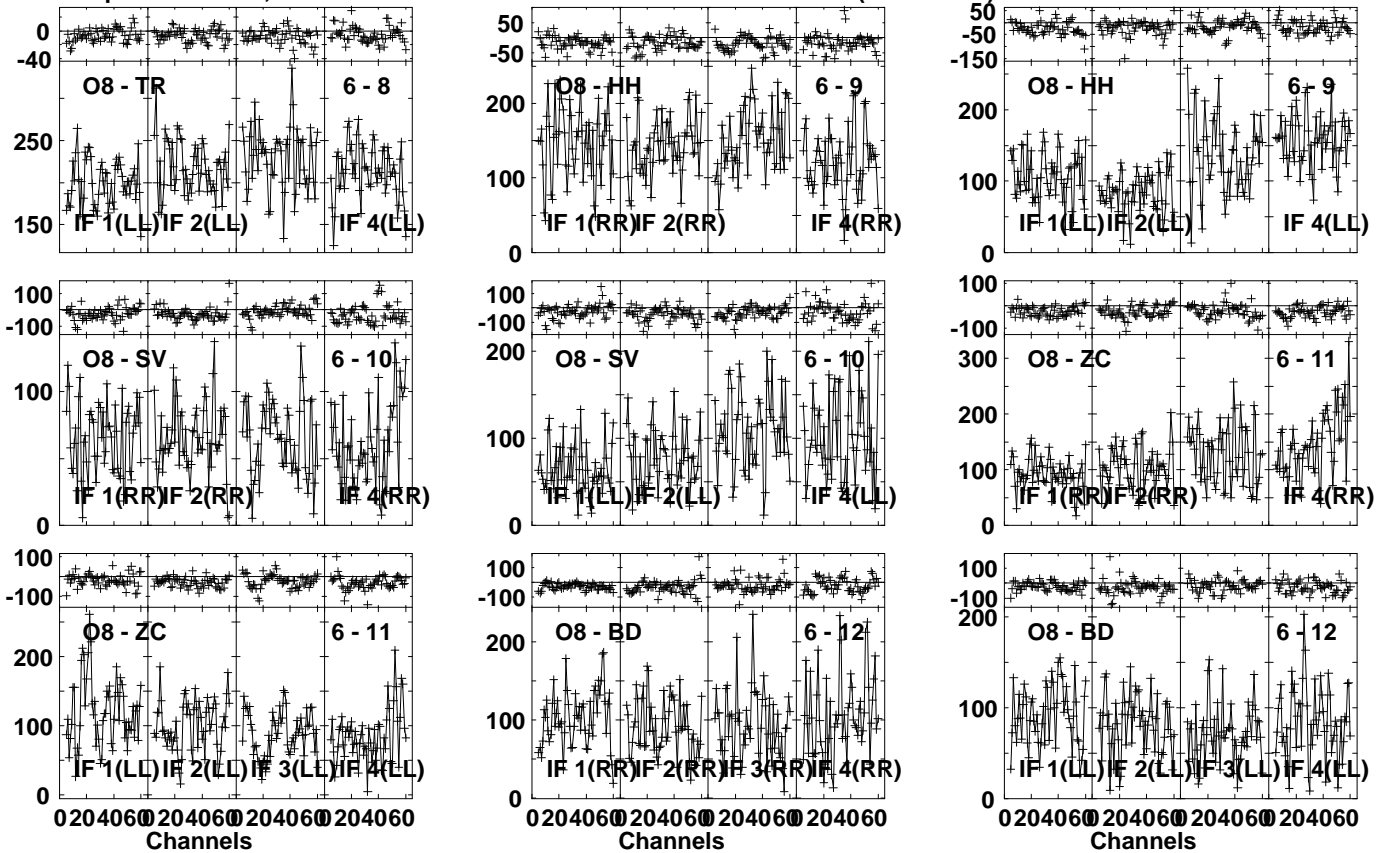 0
-40
O8 - TR 6 - 8
250
150
IF 1(LL) IF 2(LL) IF 4(LL)
50
-50
O8 - HH 6 - 9
200
100
0
IF 1(RR) IF 2(RR) IF 4(RR)
50
-50
-150
O8 - HH 6 - 9
200
100
0
IF 1(LL) IF 2(LL) IF 4(LL)
100
-100
O8 - SV 6 - 10
100
0
IF 1(RR) IF 2(RR) IF 4(RR)
100
-100
O8 - SV 6 - 10
200
100
0
IF 1(LL) IF 2(LL) IF 4(LL)
100
-100
O8 - ZC 6 - 11
300
200
100
0
IF 1(RR) IF 2(RR) IF 4(RR)
100
-100
O8 - ZC 6 - 11
200
100
0
IF 1(LL) IF 2(LL) IF 3(LL) IF 4(LL)
0 20 40 60 0 20 40 60 0 20 40 60 0 20 40 60
Channels
100
-100
O8 - BD 6 - 12
200
100
0
IF 1(RR) IF 2(RR) IF 3(RR) IF 4(RR)
0 20 40 60 0 20 40 60 0 20 40 60 0 20 40 60
Channels
100
-100
O8 - BD 6 - 12
200
100
0
IF 1(LL) IF 2(LL) IF 3(LL) IF 4(LL)
0 20 40 60 0 20 40 60 0 20 40 60 0 20 40 60
Channels